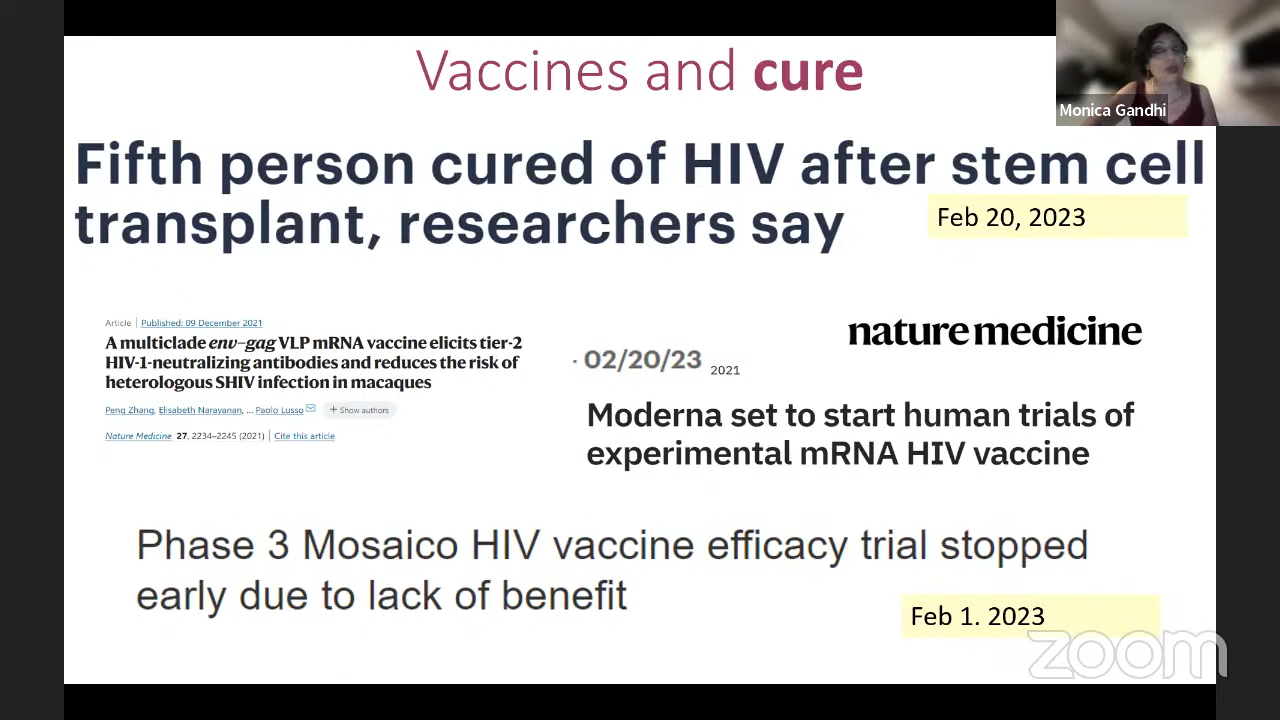 Vaccines and cure
Monica Gandhi
Fifth person cured of HIV after stem cell
transplant, researchers say
Feb 20, 2023
Article | Published: 09 December 2021
A multiclade env–gag VLP mRNA vaccine elicits tier-2
HIV-1-neutralizing antibodies and reduces the risk of
heterologous SHIV infection in macaques
Peng Zhang, Elisabeth Narayanan, ... Paolo Lusso + Show authors
Nature Medicine 27, 2234–2245 (2021) | Cite this article
nature medicine
· 02/20/23 2021
Moderna set to start human trials of
experimental mRNA HIV vaccine
Phase 3 Mosaico HIV vaccine efficacy trial stopped
early due to lack of benefit
Feb 1. 2023
zoom